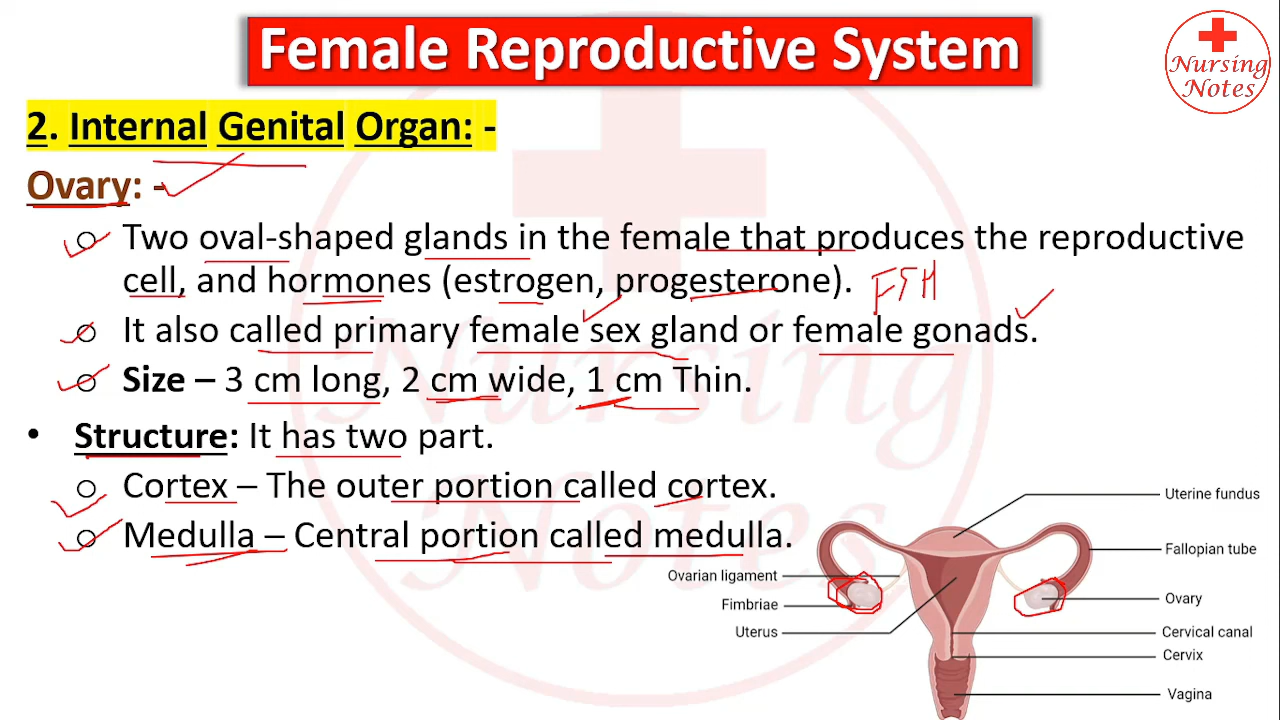 Female Reproductive System
Nursing
Notes
2. Internal Genital Organ: -
Ovary: -
o Two oval-shaped glands in the female that produces the reproductive
cell, and hormones (estrogen, progesterone). FSH
o It also called primary female sex gland or female gonads.
o Size – 3 cm long, 2 cm wide, 1 cm Thin.
• Structure: It has two part.
o Cortex – The outer portion called cortex.
o Medulla – Central portion called medulla.
Uterine fundus
Fallopian tube
Ovarian ligament
Ovary
Fimbriae
Uterus
Cervical canal
Cervix
Vagina
Nursing
Notes